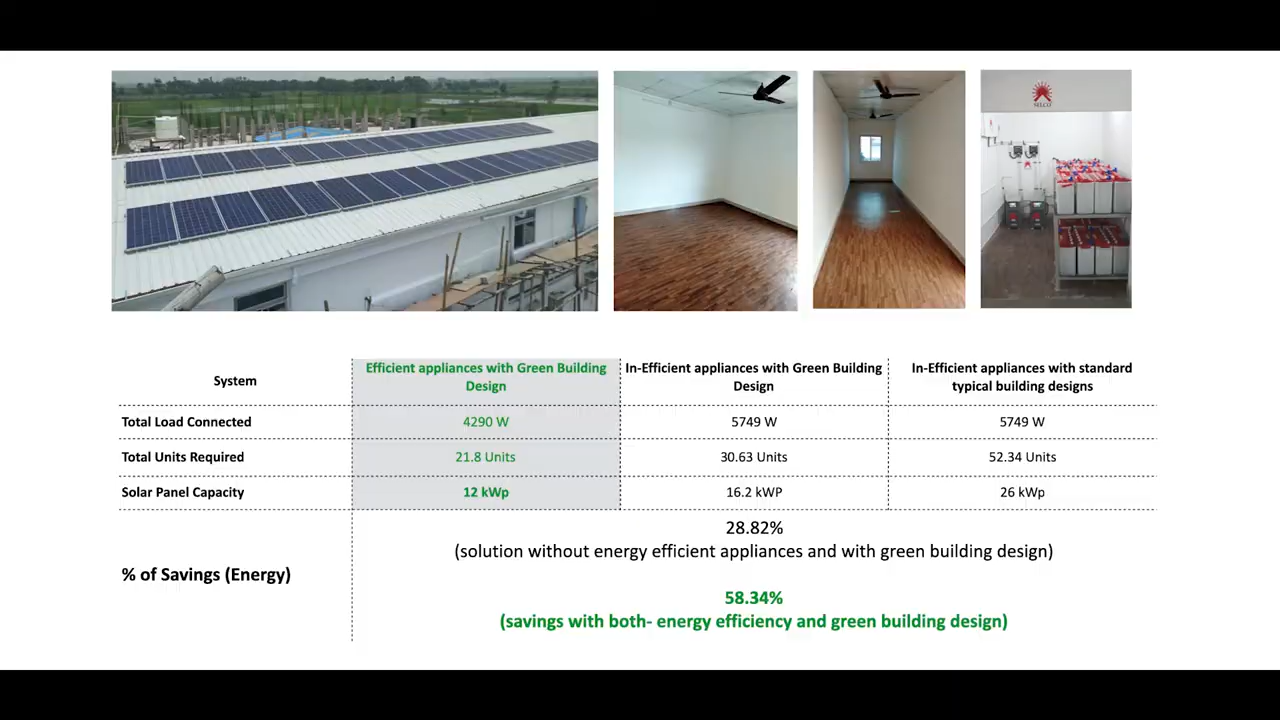 SELCO
System
Efficient appliances with Green Building
Design
In-Efficient appliances with Green Building
Design
In-Efficient appliances with standard
typical building designs
Total Load Connected
4290 W
5749 W
5749 W
Total Units Required
21.8 Units
30.63 Units
52.34 Units
Solar Panel Capacity
12 kWp
16.2 kWP
26 kWp
% of Savings (Energy)
28.82%
(solution without energy efficient appliances and with green building design)
58.34%
(savings with both- energy efficiency and green building design)